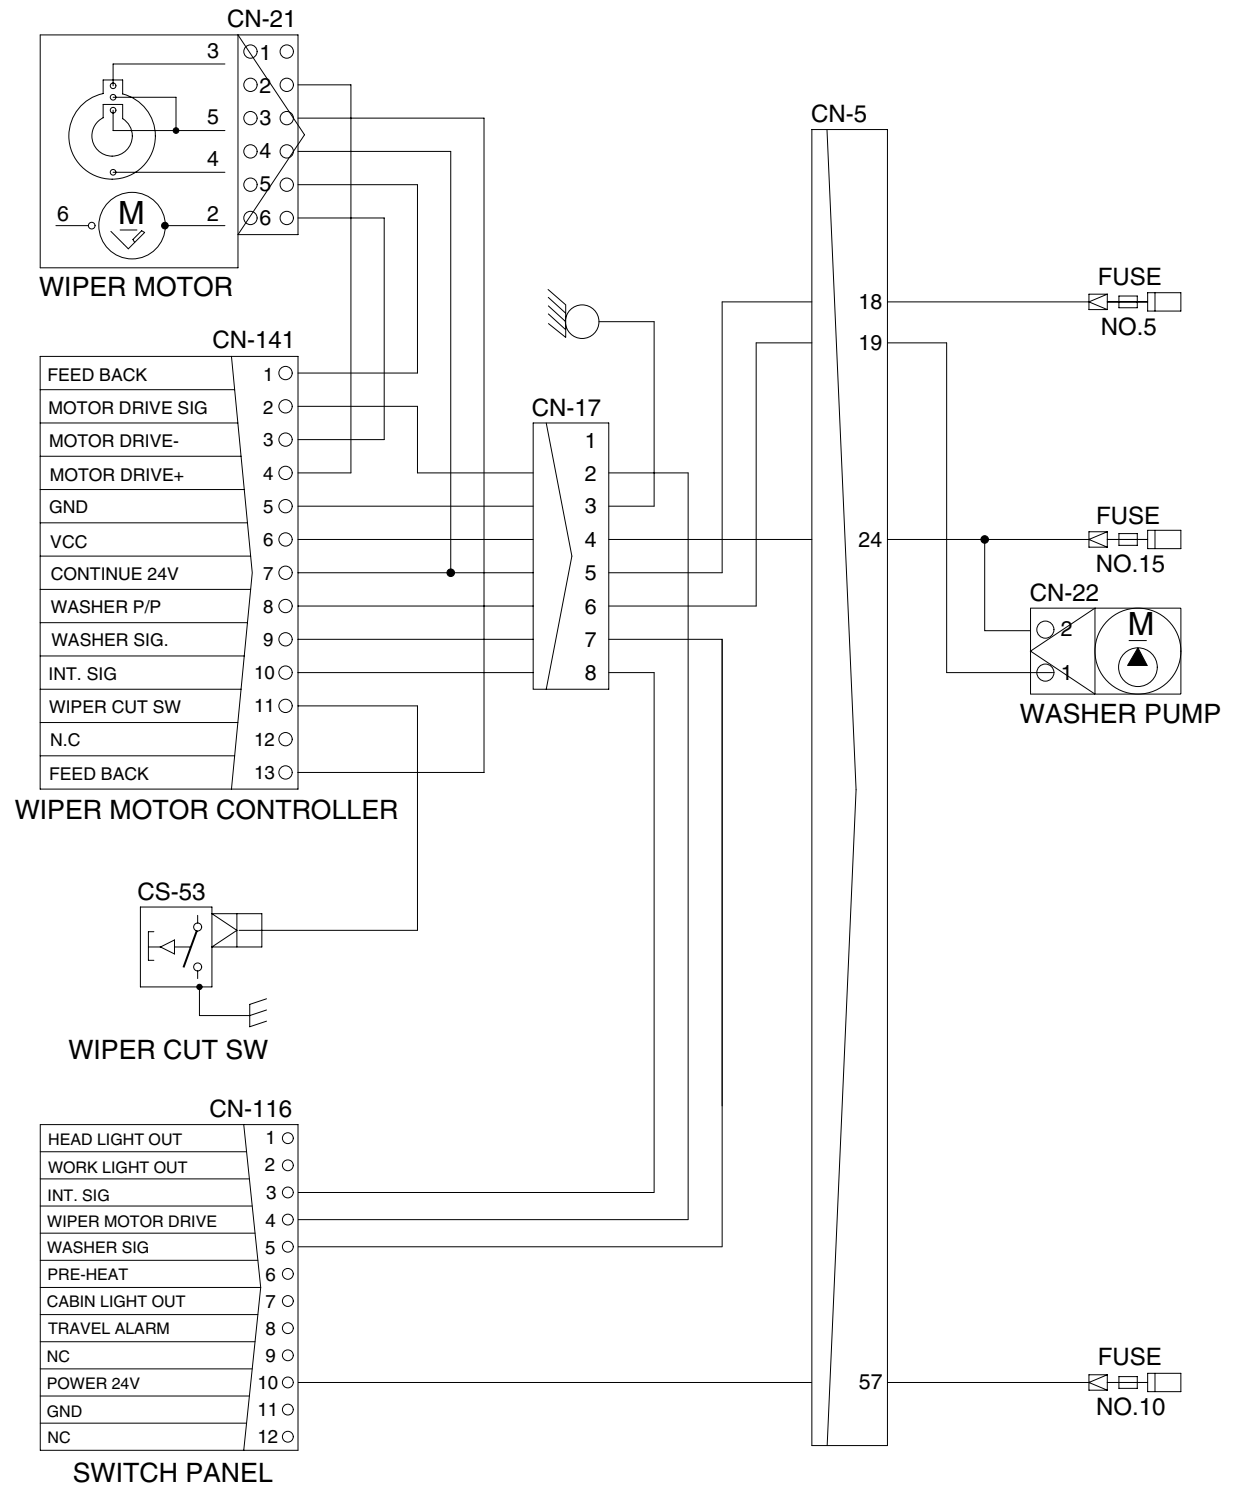 CN-21
3
5
4
6
M
2
1
2
3
4
5
6
WIPER MOTOR
CN-141
FEED BACK 1
MOTOR DRIVE SIG 2
MOTOR DRIVE- 3
MOTOR DRIVE+ 4
GND 5
VCC 6
CONTINUE 24V 7
WASHER P/P 8
WASHER SIG. 9
INT. SIG 10
WIPER CUT SW 11
N.C 12
FEED BACK 13
WIPER MOTOR CONTROLLER
CN-17
1
2
3
4
5
6
7
8
CN-5
18
19
24
57
FUSE
NO.5
FUSE
NO.15
CN-22
2
1
M
WASHER PUMP
CS-53
WIPER CUT SW
CN-116
HEAD LIGHT OUT 1
WORK LIGHT OUT 2
INT. SIG 3
WIPER MOTOR DRIVE 4
WASHER SIG 5
PRE-HEAT 6
CABIN LIGHT OUT 7
TRAVEL ALARM 8
NC 9
POWER 24V 10
GND 11
NC 12
SWITCH PANEL
FUSE
NO.10